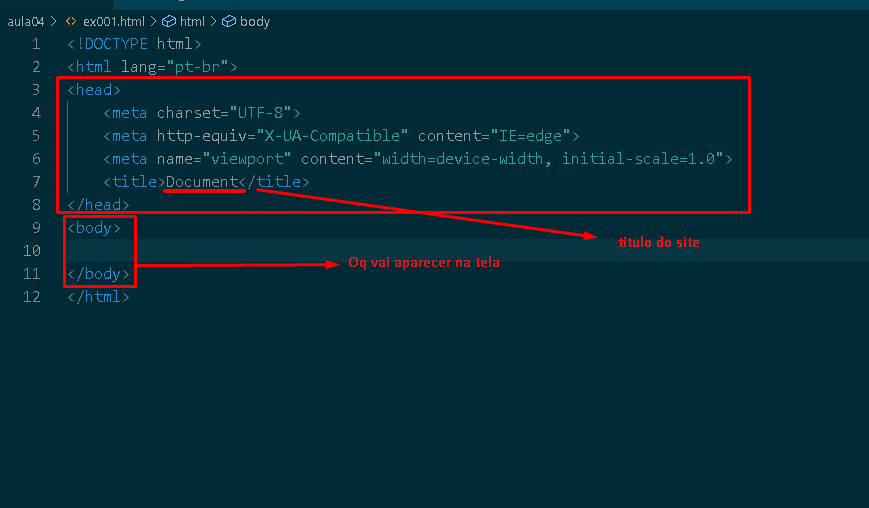 aula04 > <> ex001.html > html > body
1 <!DOCTYPE html>
2 <html lang="pt-br">
3 <head>
4 <meta charset="UTF-8">
5 <meta http-equiv="X-UA-Compatible" content="IE=edge">
6 <meta name="viewport" content="width=device-width, initial-scale=1.0">
7 <title>Document</title>
8 </head>
9 <body>
titulo do site
10
Oq vai aparecer na tela
11 </body>
12 </html>